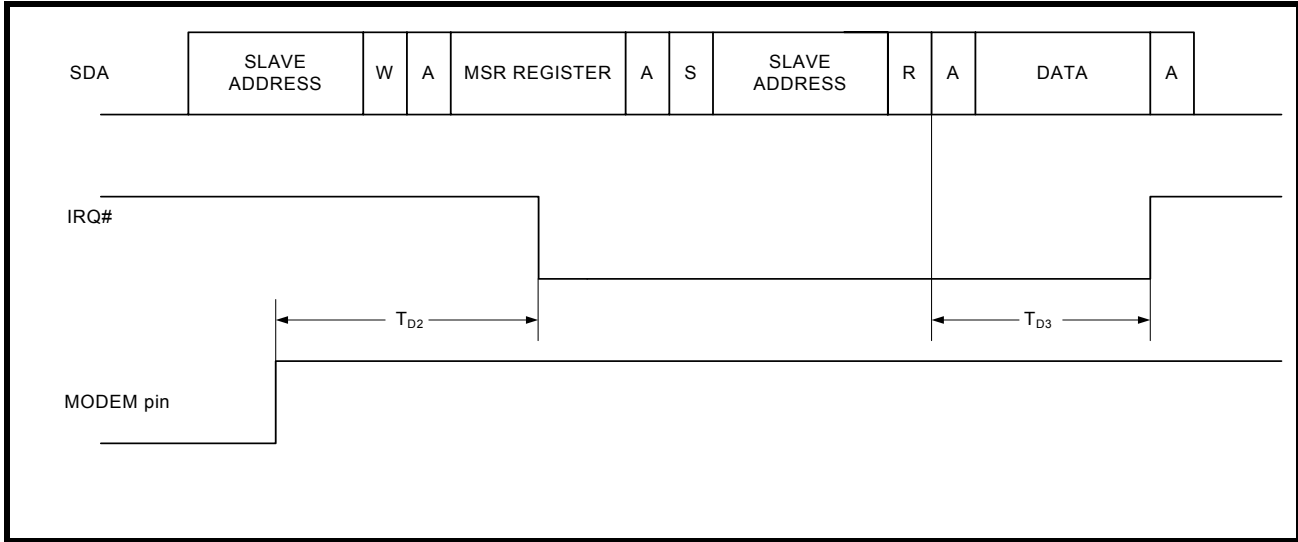 SDA
SLAVE
ADDRESS
W
A
MSR REGISTER
A
S
SLAVE
ADDRESS
R
A
DATA
A
IRQ#
TD2
TD3
MODEM pin